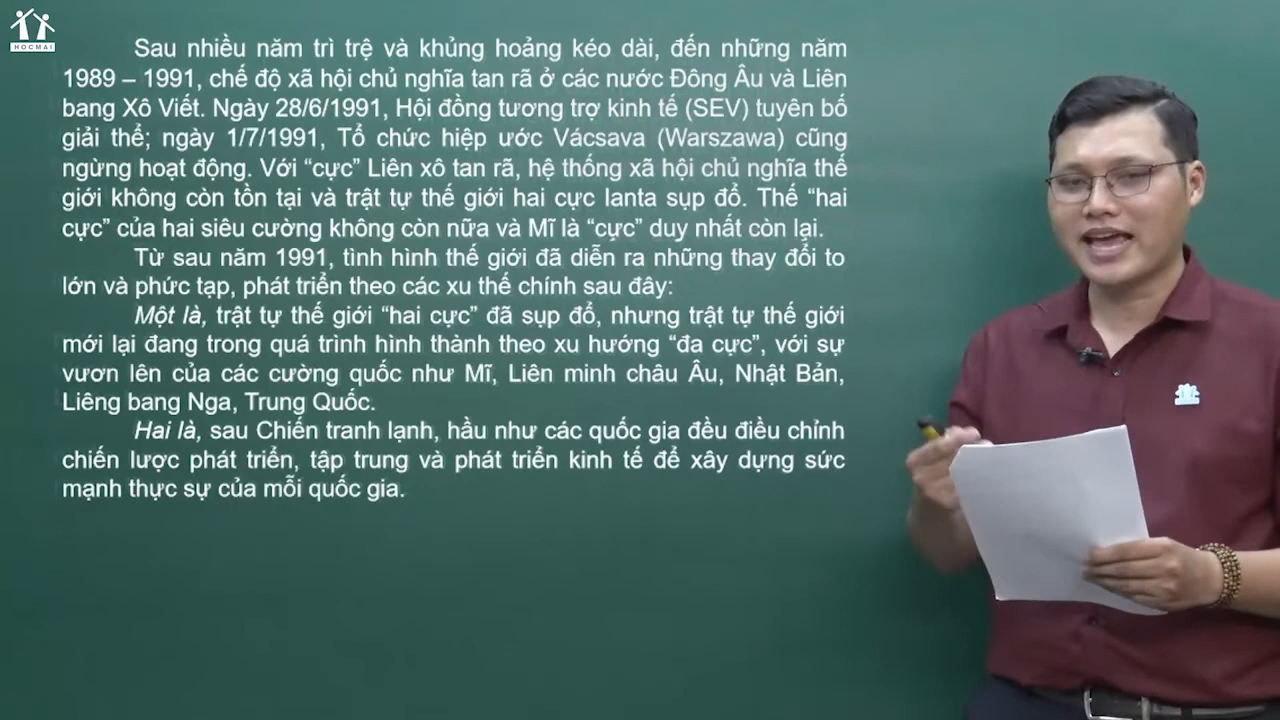 HOCMAI
Sau nhiều năm trì trệ và khủng hoảng kéo dài, đến những năm
1989 – 1991, chế độ xã hội chủ nghĩa tan rã ở các nước Đông Âu và Liên
bang Xô Viết. Ngày 28/6/1991, Hội đồng tương trợ kinh tế (SEV) tuyên bố
giải thể; ngày 1/7/1991, Tổ chức hiệp ước Vácsava (Warszawa) cũng
ngừng hoạt động. Với “cực” Liên xô tan rã, hệ thống xã hội chủ nghĩa thế
giới không còn tồn tại và trật tự thế giới hai cực Ianta sụp đổ. Thế “hai
cực” của hai siêu cường không còn nữa và Mĩ là “cực” duy nhất còn lại.
Từ sau năm 1991, tình hình thế giới đã diễn ra những thay đổi to
lớn và phức tạp, phát triển theo các xu thế chính sau đây:
Một là, trật tự thế giới “hai cực” đã sụp đổ, nhưng trật tự thế giới
mới lại đang trong quá trình hình thành theo xu hướng “đa cực”, với sự
vươn lên của các cường quốc như Mĩ, Liên minh châu Âu, Nhật Bản,
Liêng bang Nga, Trung Quốc.
Hai là, sau Chiến tranh lạnh, hầu như các quốc gia đều điều chỉnh
chiến lược phát triển, tập trung và phát triển kinh tế để xây dựng sức
mạnh thực sự của mỗi quốc gia.